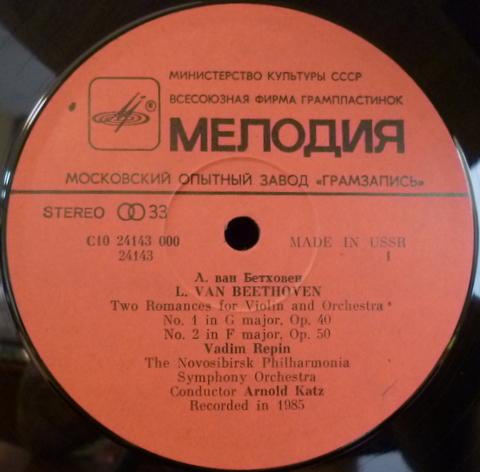 МИНИСТЕРСТВО КУЛЬТУРЫ СССР
ВСЕСОЮЗНАЯ ФИРМА ГРАМПЛАСТИНОК
®
МЕЛОДИЯ
МОСКОВСКИЙ ОПЫТНЫЙ ЗАВОД «ГРАМЗАПИСЬ»
STEREO 33
С10 24143 000 MADE IN USSR
24143 1
Л. ван Бетховен
L. VAN BEETHOVEN
Two Romances for Violin and Orchestra
No. 1 in G major, Op. 40
No. 2 in F major, Op. 50
Vadim Repin
The Novosibirsk Philharmonia
Symphony Orchestra
Conductor Arnold Katz
Recorded in 1985